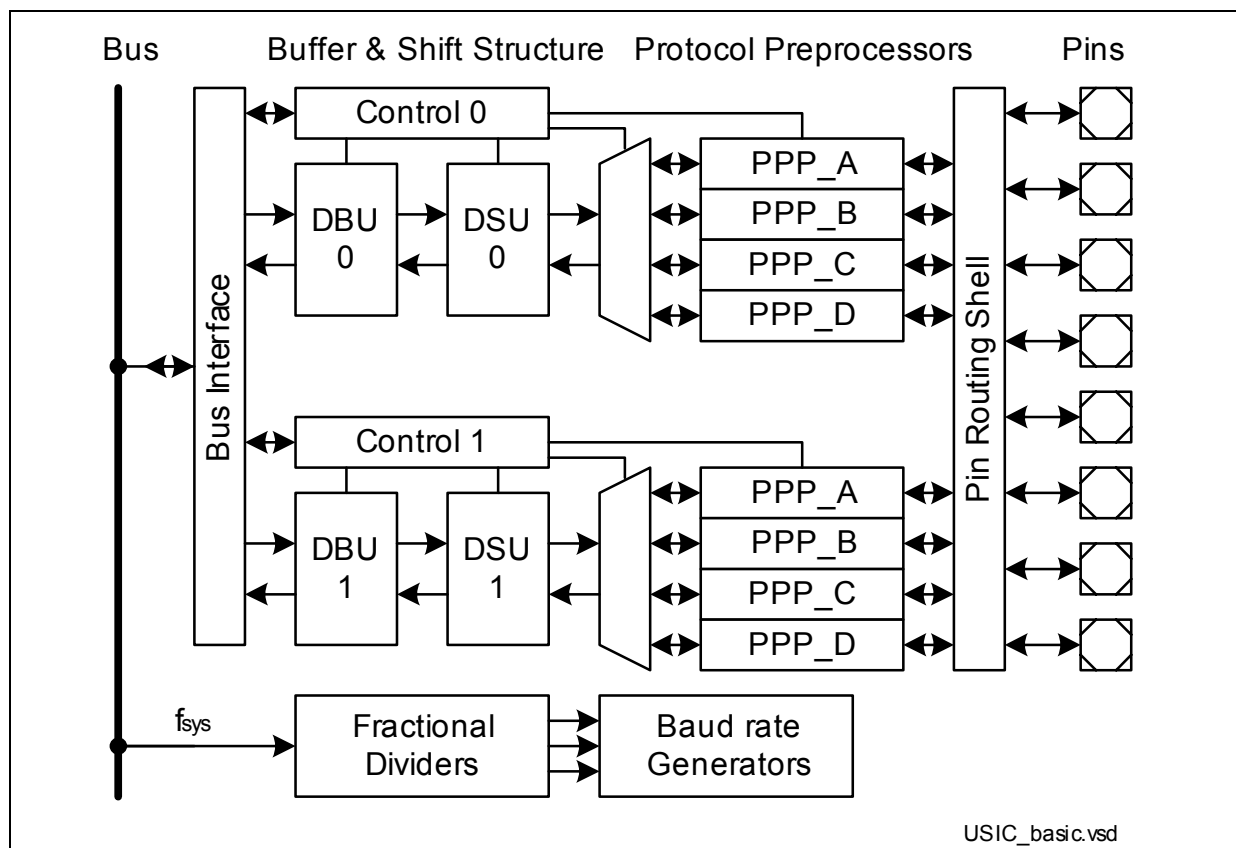 Bus
Buffer & Shift Structure
Protocol Preprocessors
Pins
Bus Interface
Control 0
DBU
0
DSU
0
PPP_A
PPP_B
PPP_C
PPP_D
Control 1
DBU
1
DSU
1
PPP_A
PPP_B
PPP_C
PPP_D
Pin Routing Shell
fsys
Fractional
Dividers
Baud rate
Generators
USIC_basic.vsd